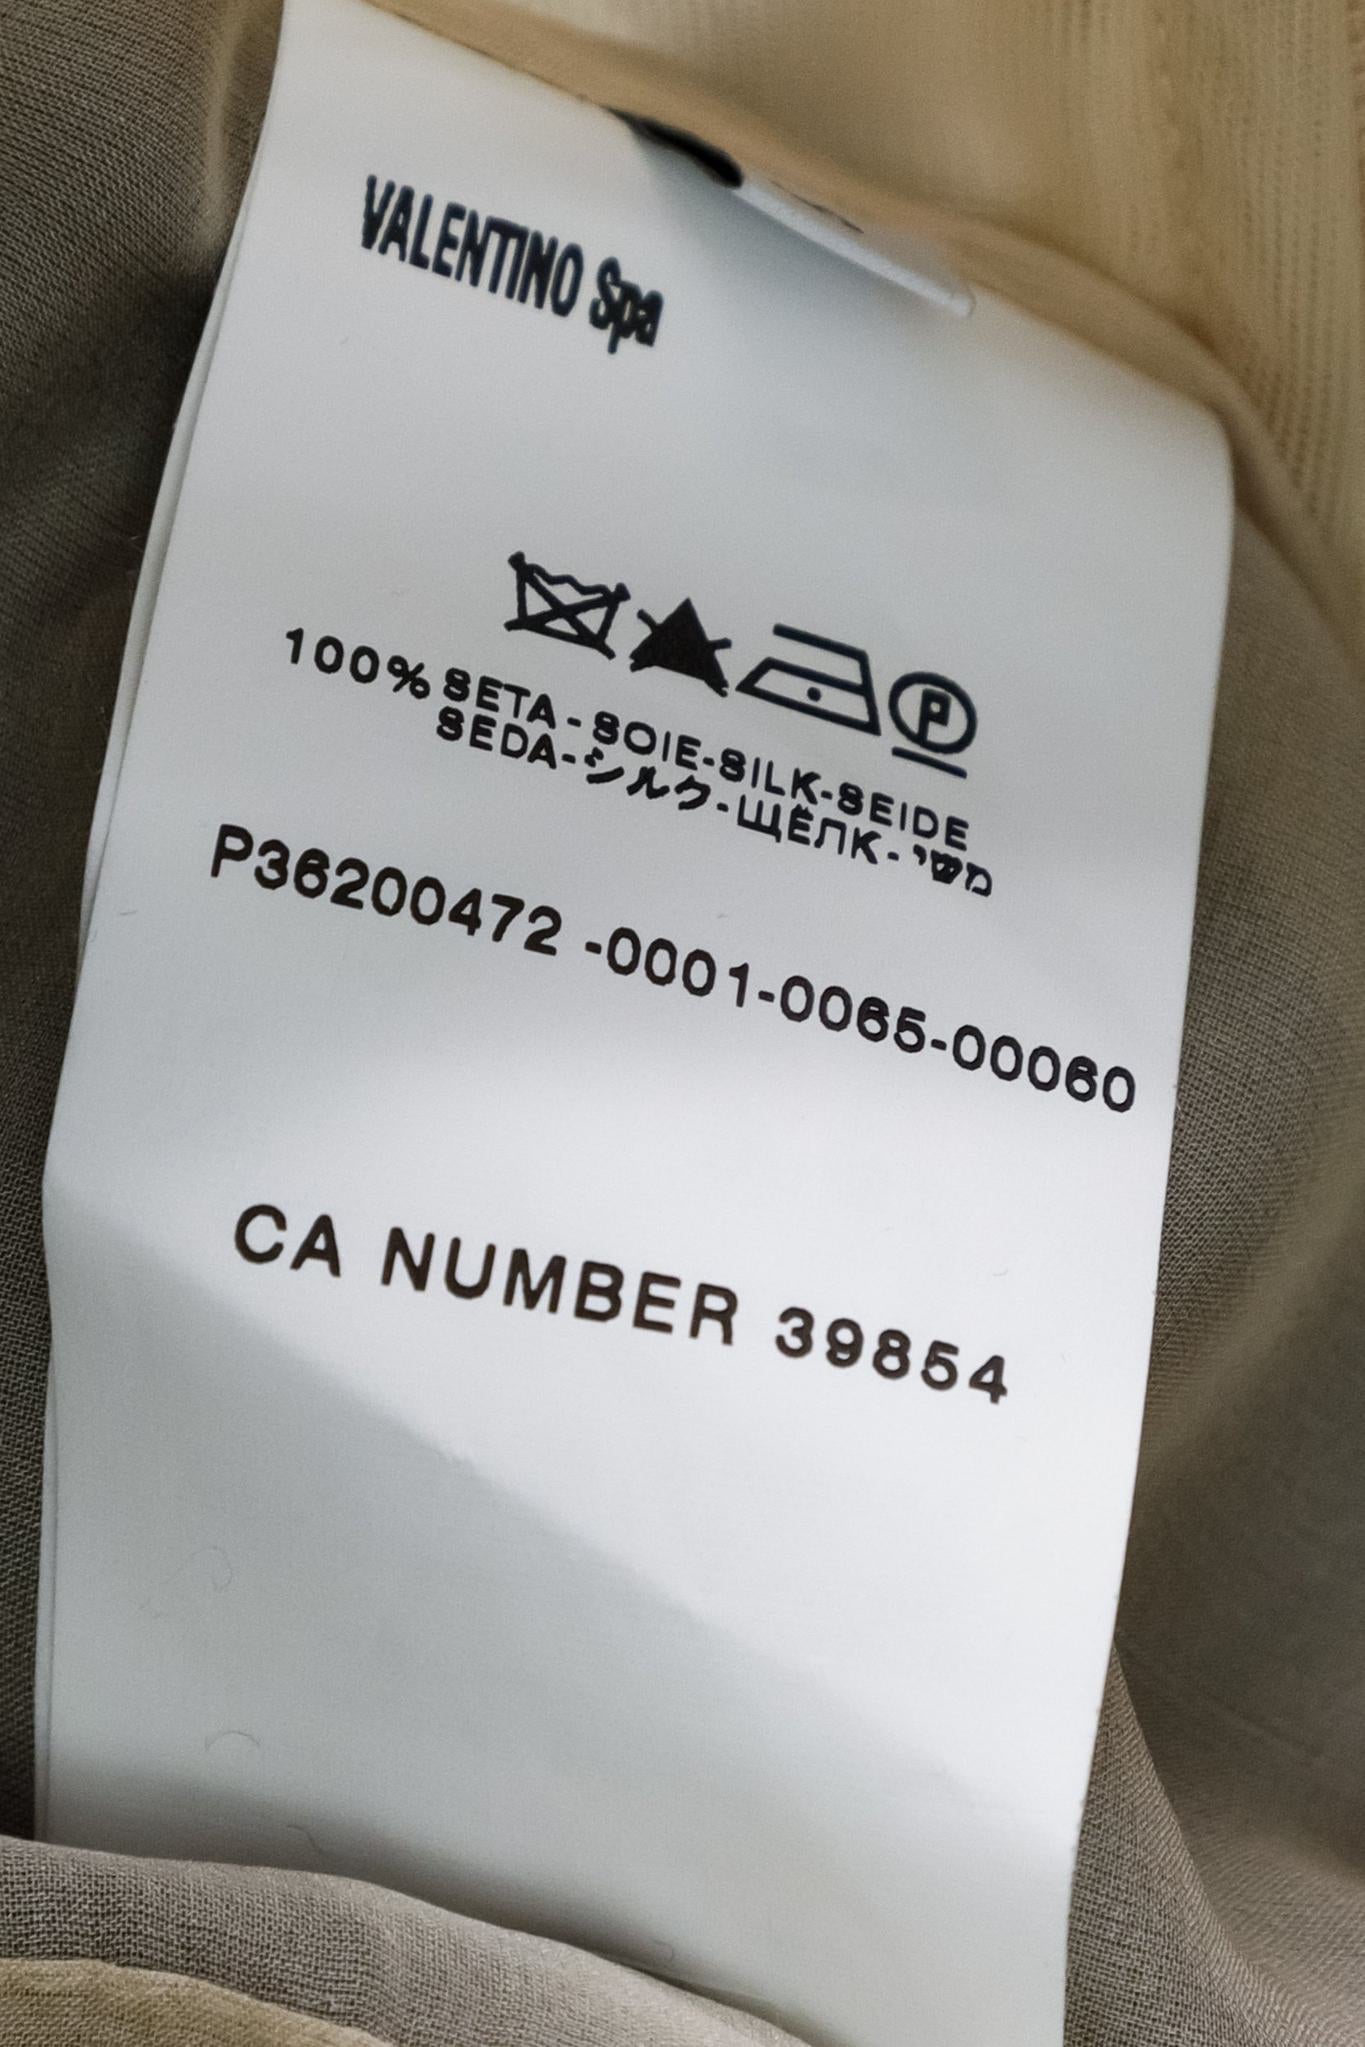 VALENTINO Spa
P
100% SETA - SOIE-SILK-SEIDE
SEDA-シルク-ЩЁЛК- משי
P36200472 -0001-0065-00060
CA NUMBER 39854